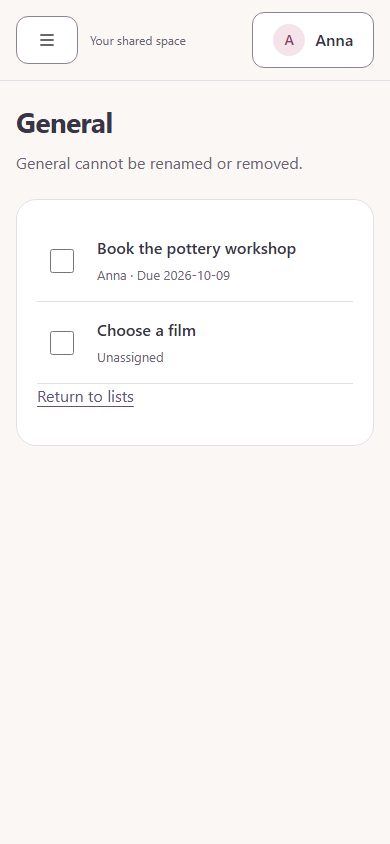 Your shared space
A Anna
General
General cannot be renamed or removed.
Book the pottery workshop
Anna · Due 2026-10-09
Choose a film
Unassigned
Return to lists